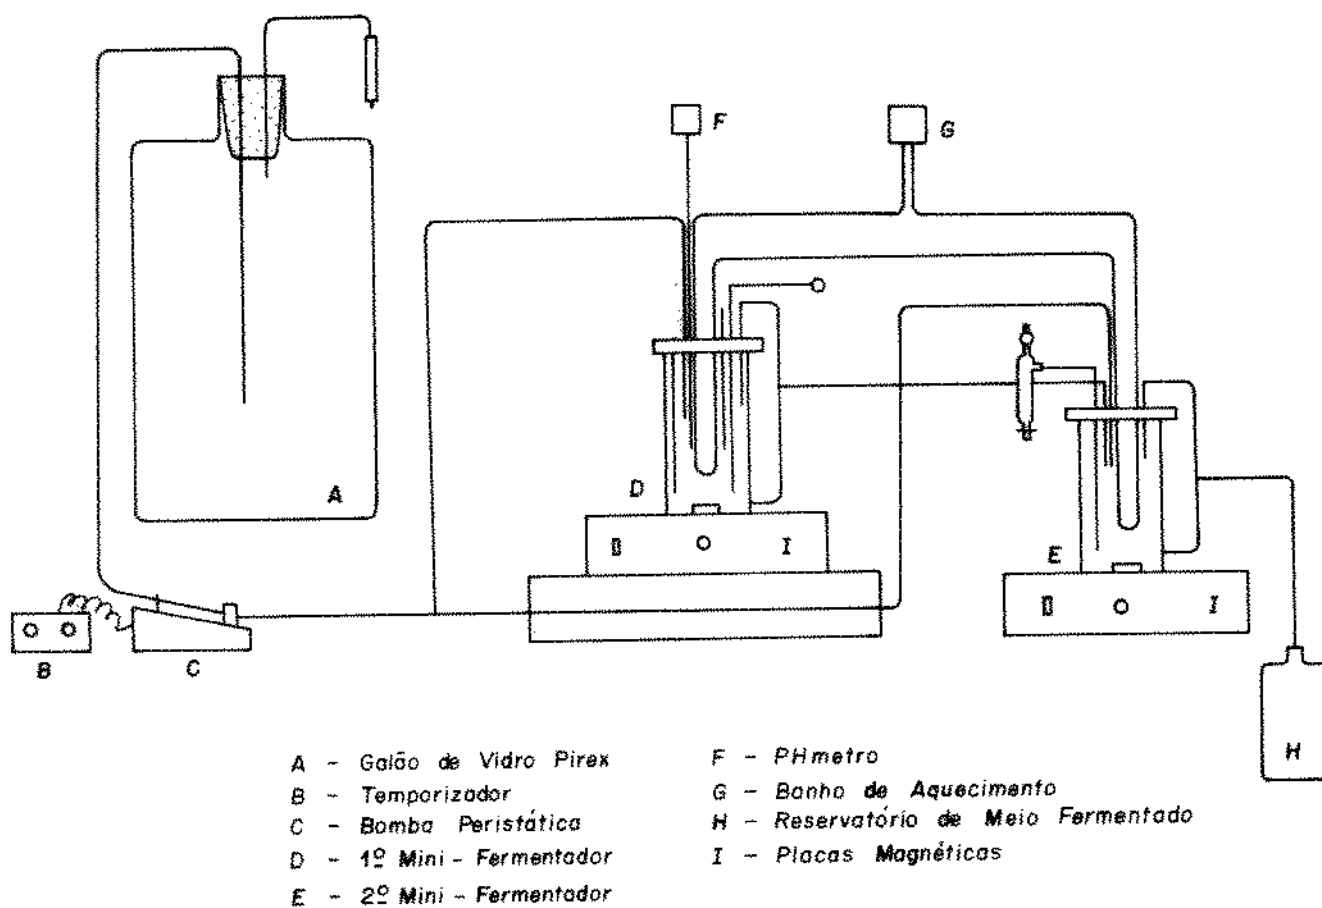 F
G
A
D
I
E
I
B
C
H
A - Galão de Vidro Pirex
B - Temporizador
C - Bomba Peristática
D - 1º Mini - Fermentador
E - 2º Mini - Fermentador
F - PHmetro
G - Banho de Aquecimento
H - Reservatório de Meio Fermentado
I - Placas Magnéticas